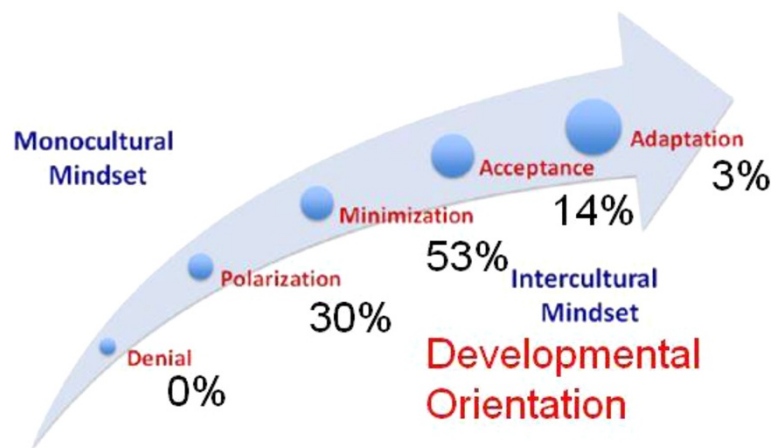 Monocultural
Mindset
Denial
0%
Polarization
30%
Minimization
53%
Acceptance
14%
Adaptation
3%
Intercultural
Mindset
Developmental
Orientation